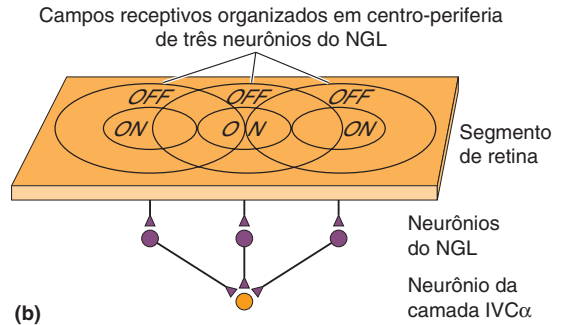 Campos receptivos organizados em centro-periferia
de três neurônios do NGL
OFF OFF OFF
ON ON ON
Segmento
de retina
Neurônios
do NGL
Neurônio da
camada IVCα
(b)